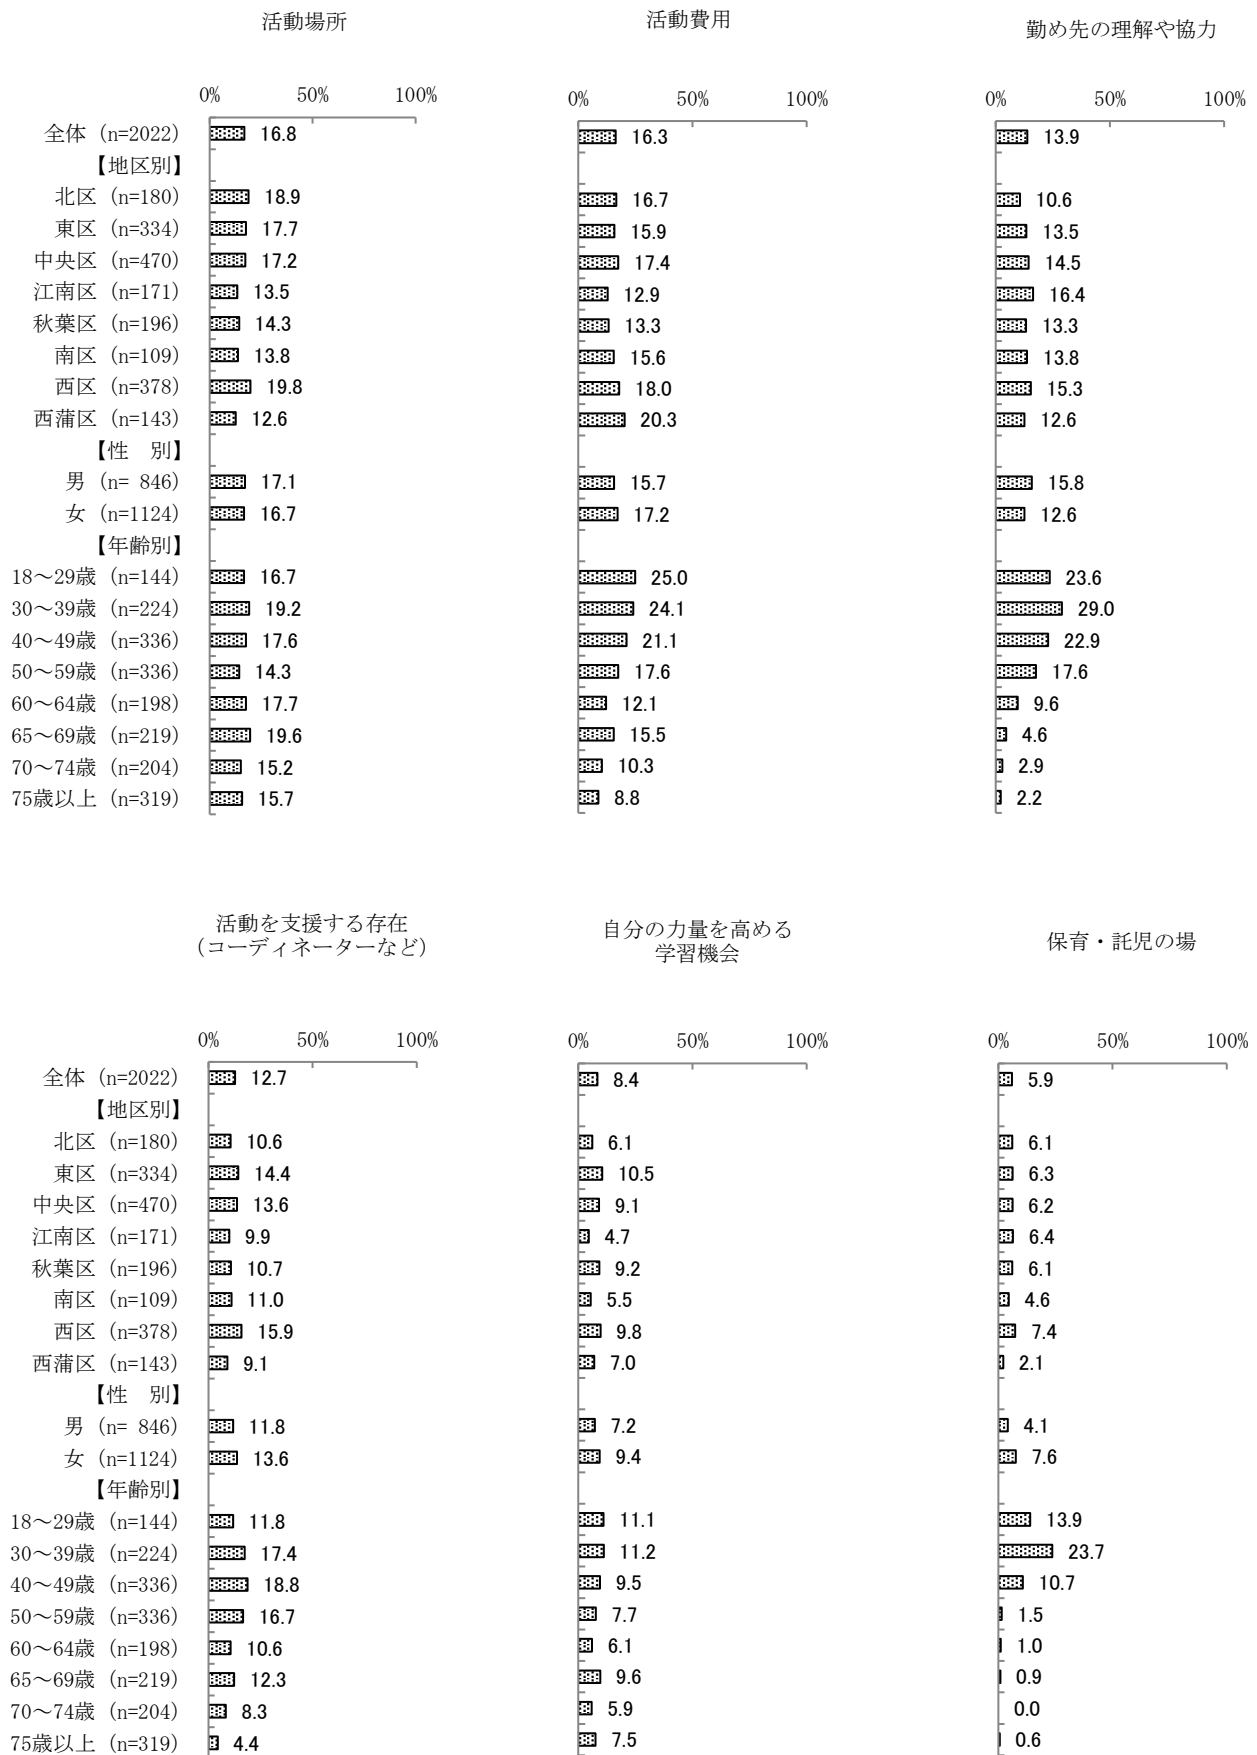 活動場所 活動費用 勤め先の理解や協力
0% 50% 100% 0% 50% 100% 0% 50% 100%
全体 (n=2022) 16.8 16.3 13.9
【地区別】
北区 (n=180) 18.9 16.7 10.6
東区 (n=334) 17.7 15.9 13.5
中央区 (n=470) 17.2 17.4 14.5
江南区 (n=171) 13.5 12.9 16.4
秋葉区 (n=196) 14.3 13.3 13.3
南区 (n=109) 13.8 15.6 13.8
西区 (n=378) 19.8 18.0 15.3
西蒲区 (n=143) 12.6 20.3 12.6
【性　別】
男 (n= 846) 17.1 15.7 15.8
女 (n=1124) 16.7 17.2 12.6
【年齢別】
18～29歳 (n=144) 16.7 25.0 23.6
30～39歳 (n=224) 19.2 24.1 29.0
40～49歳 (n=336) 17.6 21.1 22.9
50～59歳 (n=336) 14.3 17.6 17.6
60～64歳 (n=198) 17.7 12.1 9.6
65～69歳 (n=219) 19.6 15.5 4.6
70～74歳 (n=204) 15.2 10.3 2.9
75歳以上 (n=319) 15.7 8.8 2.2
活動を支援する存在
(コーディネーターなど)
自分の力量を高める
学習機会
保育・託児の場
0% 50% 100% 0% 50% 100% 0% 50% 100%
全体 (n=2022) 12.7 8.4 5.9
【地区別】
北区 (n=180) 10.6 6.1 6.1
東区 (n=334) 14.4 10.5 6.3
中央区 (n=470) 13.6 9.1 6.2
江南区 (n=171) 9.9 4.7 6.4
秋葉区 (n=196) 10.7 9.2 6.1
南区 (n=109) 11.0 5.5 4.6
西区 (n=378) 15.9 9.8 7.4
西蒲区 (n=143) 9.1 7.0 2.1
【性　別】
男 (n= 846) 11.8 7.2 4.1
女 (n=1124) 13.6 9.4 7.6
【年齢別】
18～29歳 (n=144) 11.8 11.1 13.9
30～39歳 (n=224) 17.4 11.2 23.7
40～49歳 (n=336) 18.8 9.5 10.7
50～59歳 (n=336) 16.7 7.7 1.5
60～64歳 (n=198) 10.6 6.1 1.0
65～69歳 (n=219) 12.3 9.6 0.9
70～74歳 (n=204) 8.3 5.9 0.0
75歳以上 (n=319) 4.4 7.5 0.6